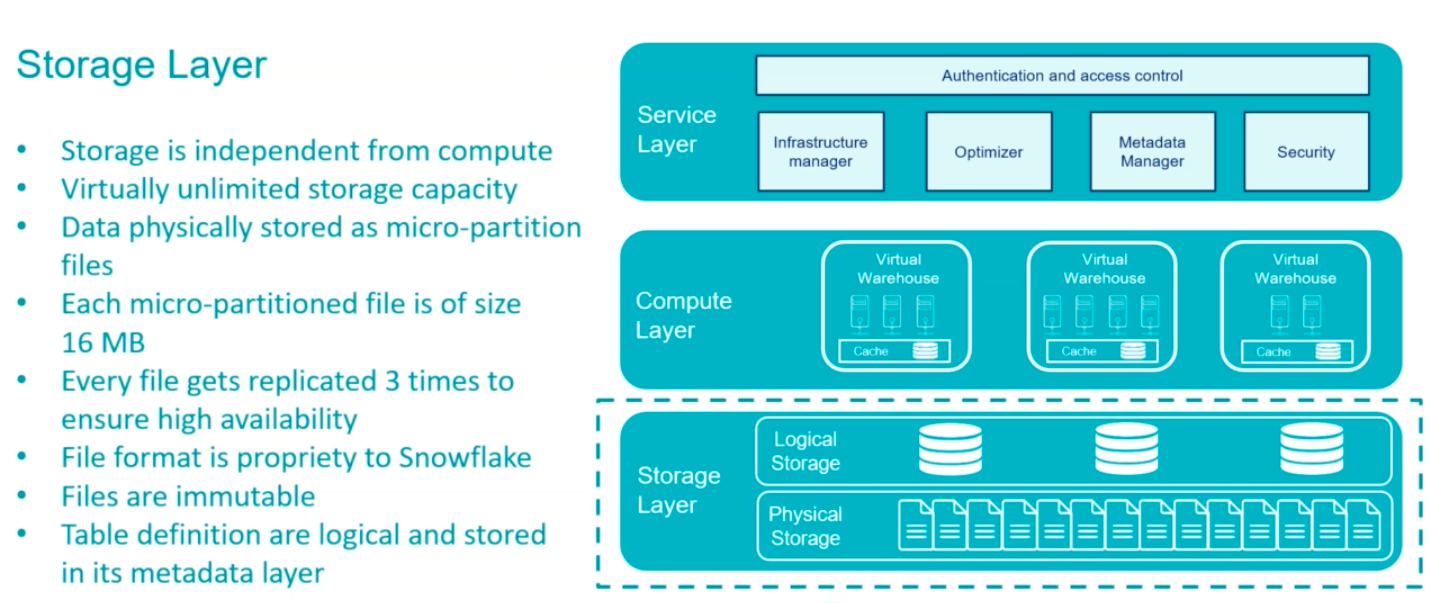 Storage Layer
• Storage is independent from compute
• Virtually unlimited storage capacity
• Data physically stored as micro-partition
files
• Each micro-partitioned file is of size
16 MB
• Every file gets replicated 3 times to
ensure high availability
• File format is propriety to Snowflake
• Files are immutable
• Table definition are logical and stored
in its metadata layer
Service
Layer
Authentication and access control
Infrastructure
manager
Optimizer
Metadata
Manager
Security
Compute
Layer
Virtual
Warehouse
Cache
Virtual
Warehouse
Cache
Virtual
Warehouse
Cache
Storage
Layer
Logical
Storage
Physical
Storage